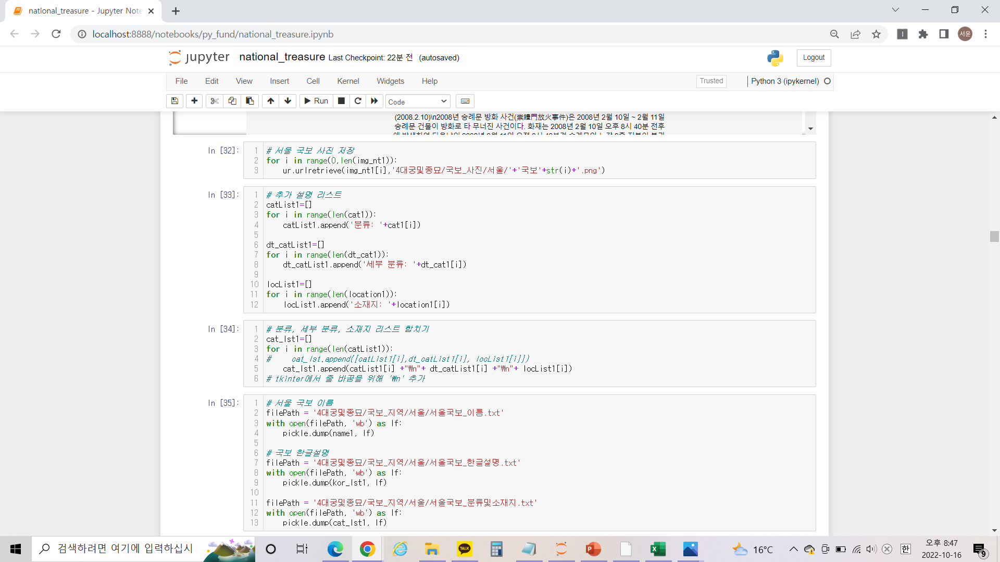 national_treasure - Jupyter Note
localhost:8888/notebooks/py_fund/national_treasure.ipynb
서윤
jupyter national_treasure Last Checkpoint: 22분 전 (autosaved)
Logout
File Edit View Insert Cell Kernel Widgets Help
Trusted
Python 3 (ipykernel)
Run
Code
(2008.2.10)\n2008년 숭례문 방화 사건(崇禮門放火事件)은 2008년 2월 10일 ~ 2월 11일
숭례문 건물이 방화로 타 무너진 사건이다. 화재는 2008년 2월 10일 오후 8시 40분 전후
In [32]:
1 # 서울 국보 사진 저장
2 for i in range(0,len(img_nt1)):
3     ur.urlretrieve(img_nt1[i],'4대궁및종묘/국보_사진/서울/'+'국보'+str(i)+'.png')
In [33]:
1 # 추가 설명 리스트
2 catList1=[]
3 for i in range(len(cat1)):
4     catList1.append('분류: '+cat1[i])
5
6 dt_catList1=[]
7 for i in range(len(dt_cat1)):
8     dt_catList1.append('세부 분류: '+dt_cat1[i])
9
10 locList1=[]
11 for i in range(len(location1)):
12     locList1.append('소재지: '+location1[i])
In [34]:
1 # 분류, 세부 분류, 소재지 리스트 합치기
2 cat_lst1=[]
3 for i in range(len(catList1)):
4 #     cat_lst.append([catList1[i],dt_catList1[i], locList1[i]])
5     cat_lst1.append(catList1[i] +"₩n"+ dt_catList1[i] +"₩n"+ locList1[i])
6 # tkinter에서 줄 바꿈을 위해 '₩n' 추가
In [35]:
1 # 서울 국보 이름
2 filePath = '4대궁및종묘/국보_지역/서울/서울국보_이름.txt'
3 with open(filePath, 'wb') as lf:
4     pickle.dump(name1, lf)
5
6 # 국보 한글설명
7 filePath = '4대궁및종묘/국보_지역/서울/서울국보_한글설명.txt'
8 with open(filePath, 'wb') as lf:
9     pickle.dump(kor_lst1, lf)
10
11 filePath = '4대궁및종묘/국보_지역/서울/서울국보_분류및소재지.txt'
12 with open(filePath, 'wb') as lf:
13     pickle.dump(cat_lst1, lf)
검색하려면 여기에 입력하십시
TALK
16°C
한
오후 8:47
2022-10-16
9